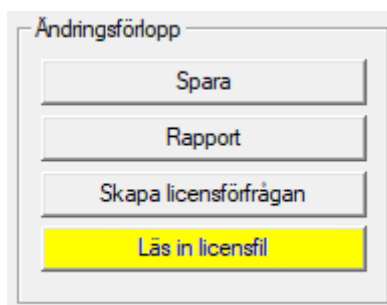 Ändringsförlopp
Spara
Rapport
Skapa licensförfrågan
Läs in licensfil